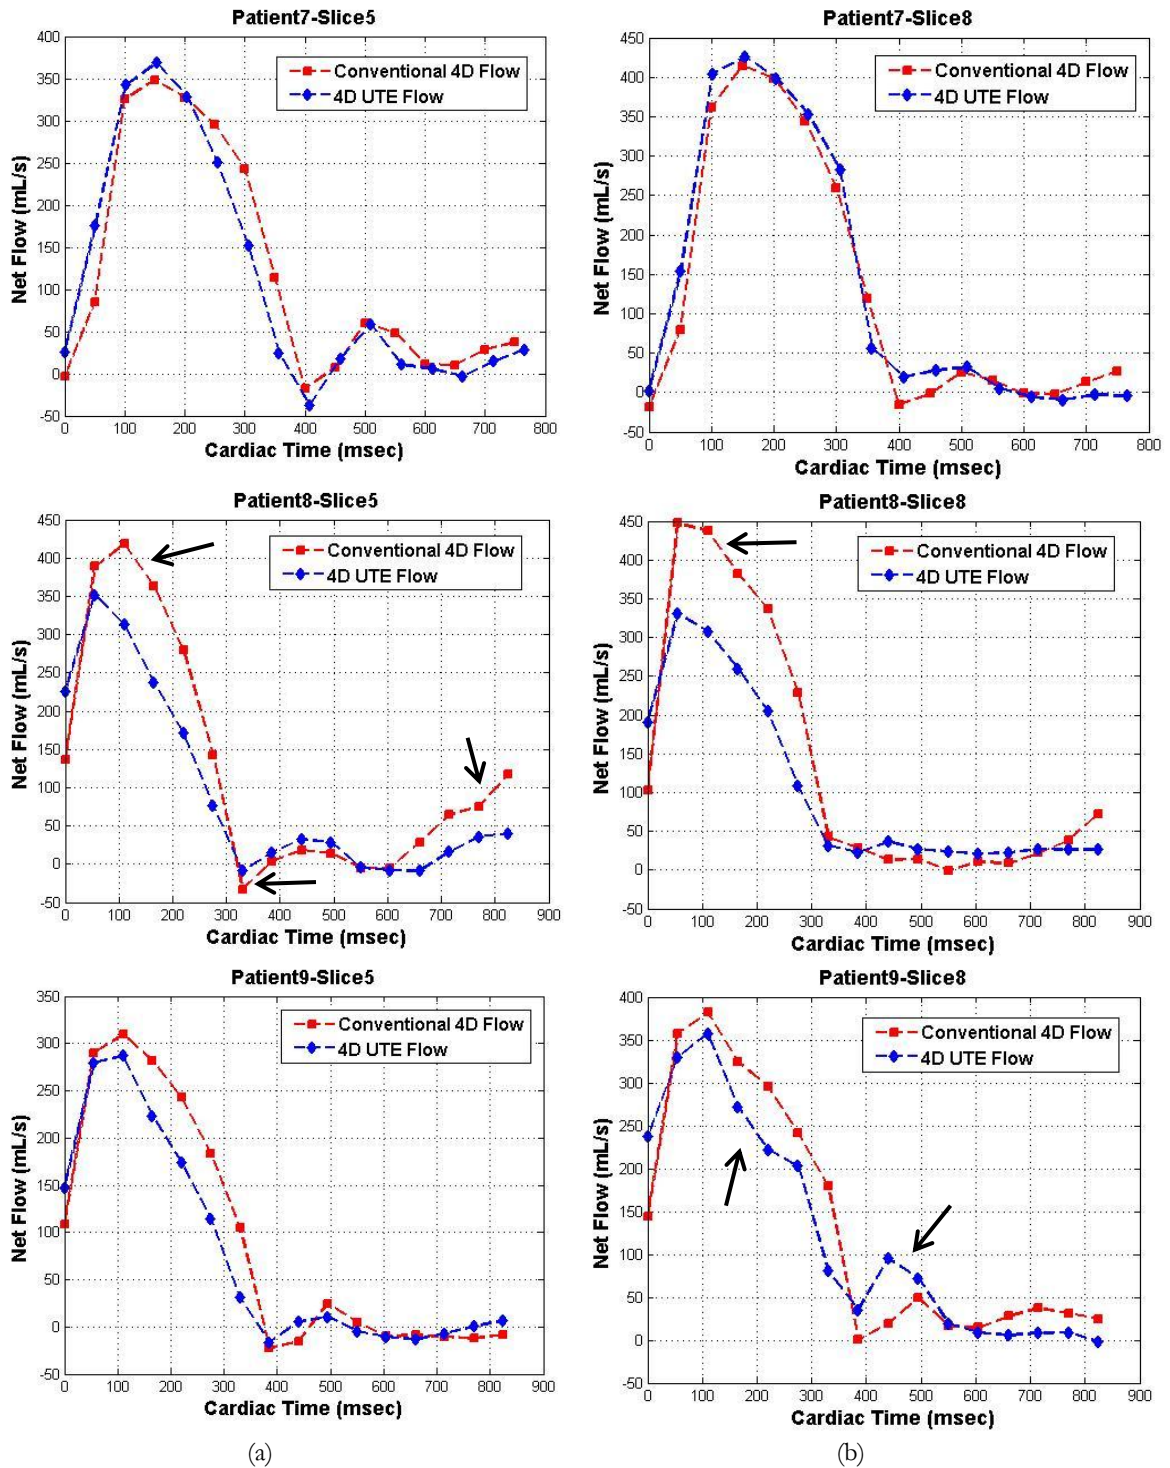 Patient7-Slice5
400
350
300
250
200
150
100
50
0
-50
Net Flow (mL/s)
Conventional 4D Flow
4D UTE Flow
0 100 200 300 400 500 600 700 800
Cardiac Time (msec)
Patient7-Slice8
450
400
350
300
250
200
150
100
50
0
-50
Net Flow (mL/s)
Conventional 4D Flow
4D UTE Flow
0 100 200 300 400 500 600 700 800
Cardiac Time (msec)
Patient8-Slice5
450
400
350
300
250
200
150
100
50
0
-50
Net Flow (mL/s)
Conventional 4D Flow
4D UTE Flow
0 100 200 300 400 500 600 700 800 900
Cardiac Time (msec)
Patient8-Slice8
450
400
350
300
250
200
150
100
50
0
-50
Net Flow (mL/s)
Conventional 4D Flow
4D UTE Flow
0 100 200 300 400 500 600 700 800 900
Cardiac Time (msec)
Patient9-Slice5
350
300
250
200
150
100
50
0
-50
Net Flow (mL/s)
Conventional 4D Flow
4D UTE Flow
0 100 200 300 400 500 600 700 800 900
Cardiac Time (msec)
Patient9-Slice8
400
350
300
250
200
150
100
50
0
-50
Net Flow (mL/s)
Conventional 4D Flow
4D UTE Flow
0 100 200 300 400 500 600 700 800 900
Cardiac Time (msec)
(a)
(b)